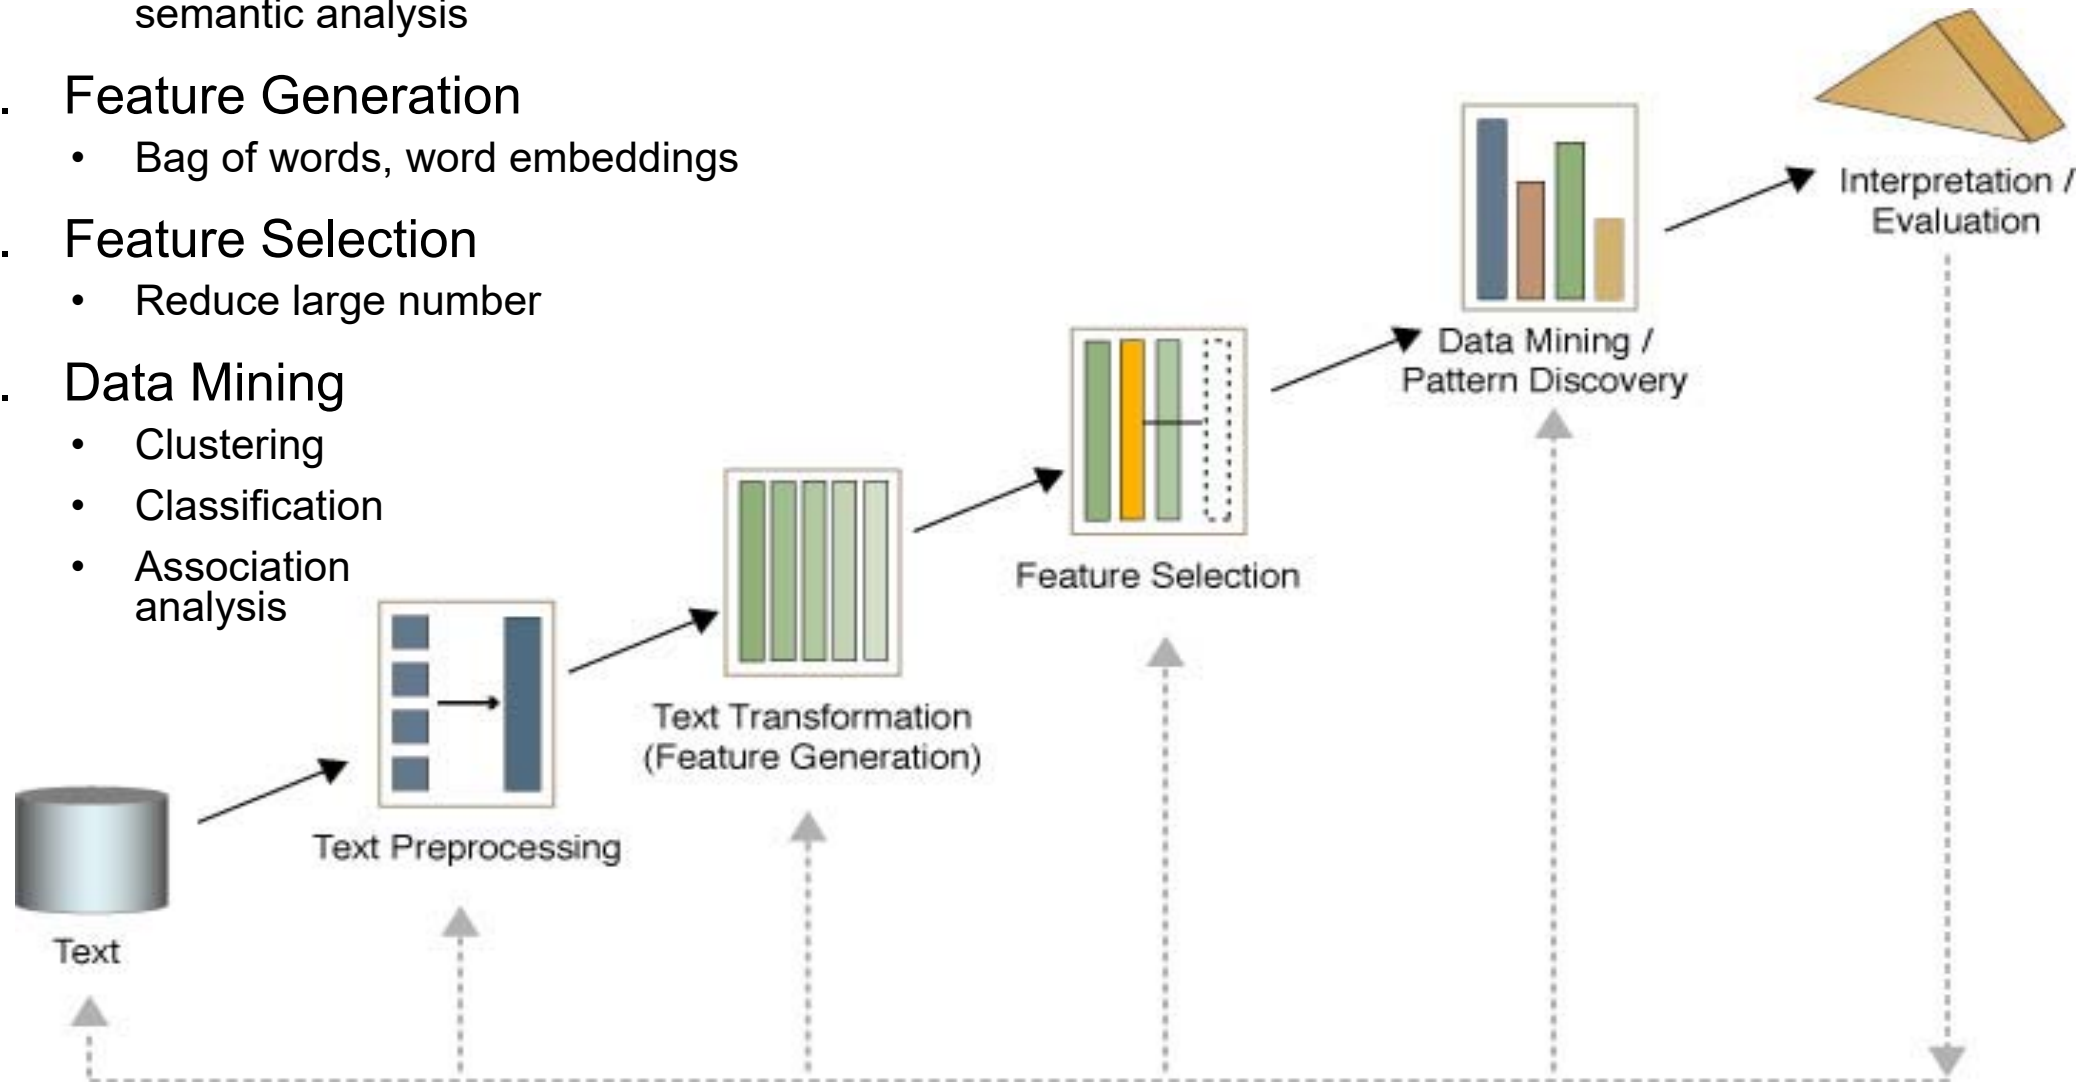 semantic analysis
. Feature Generation
• Bag of words, word embeddings
. Feature Selection
• Reduce large number
. Data Mining
• Clustering
• Classification
• Association
analysis
Interpretation /
Evaluation
Data Mining /
Pattern Discovery
Feature Selection
Text Transformation
(Feature Generation)
Text Preprocessing
Text